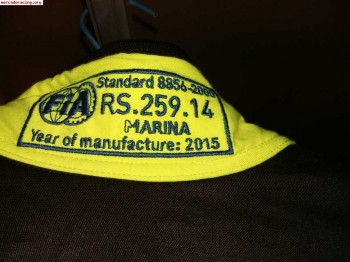 mercadoracing.org
Standard 8856-2000
FIA RS.259.14
MARINA
Year of manufacture: 2015